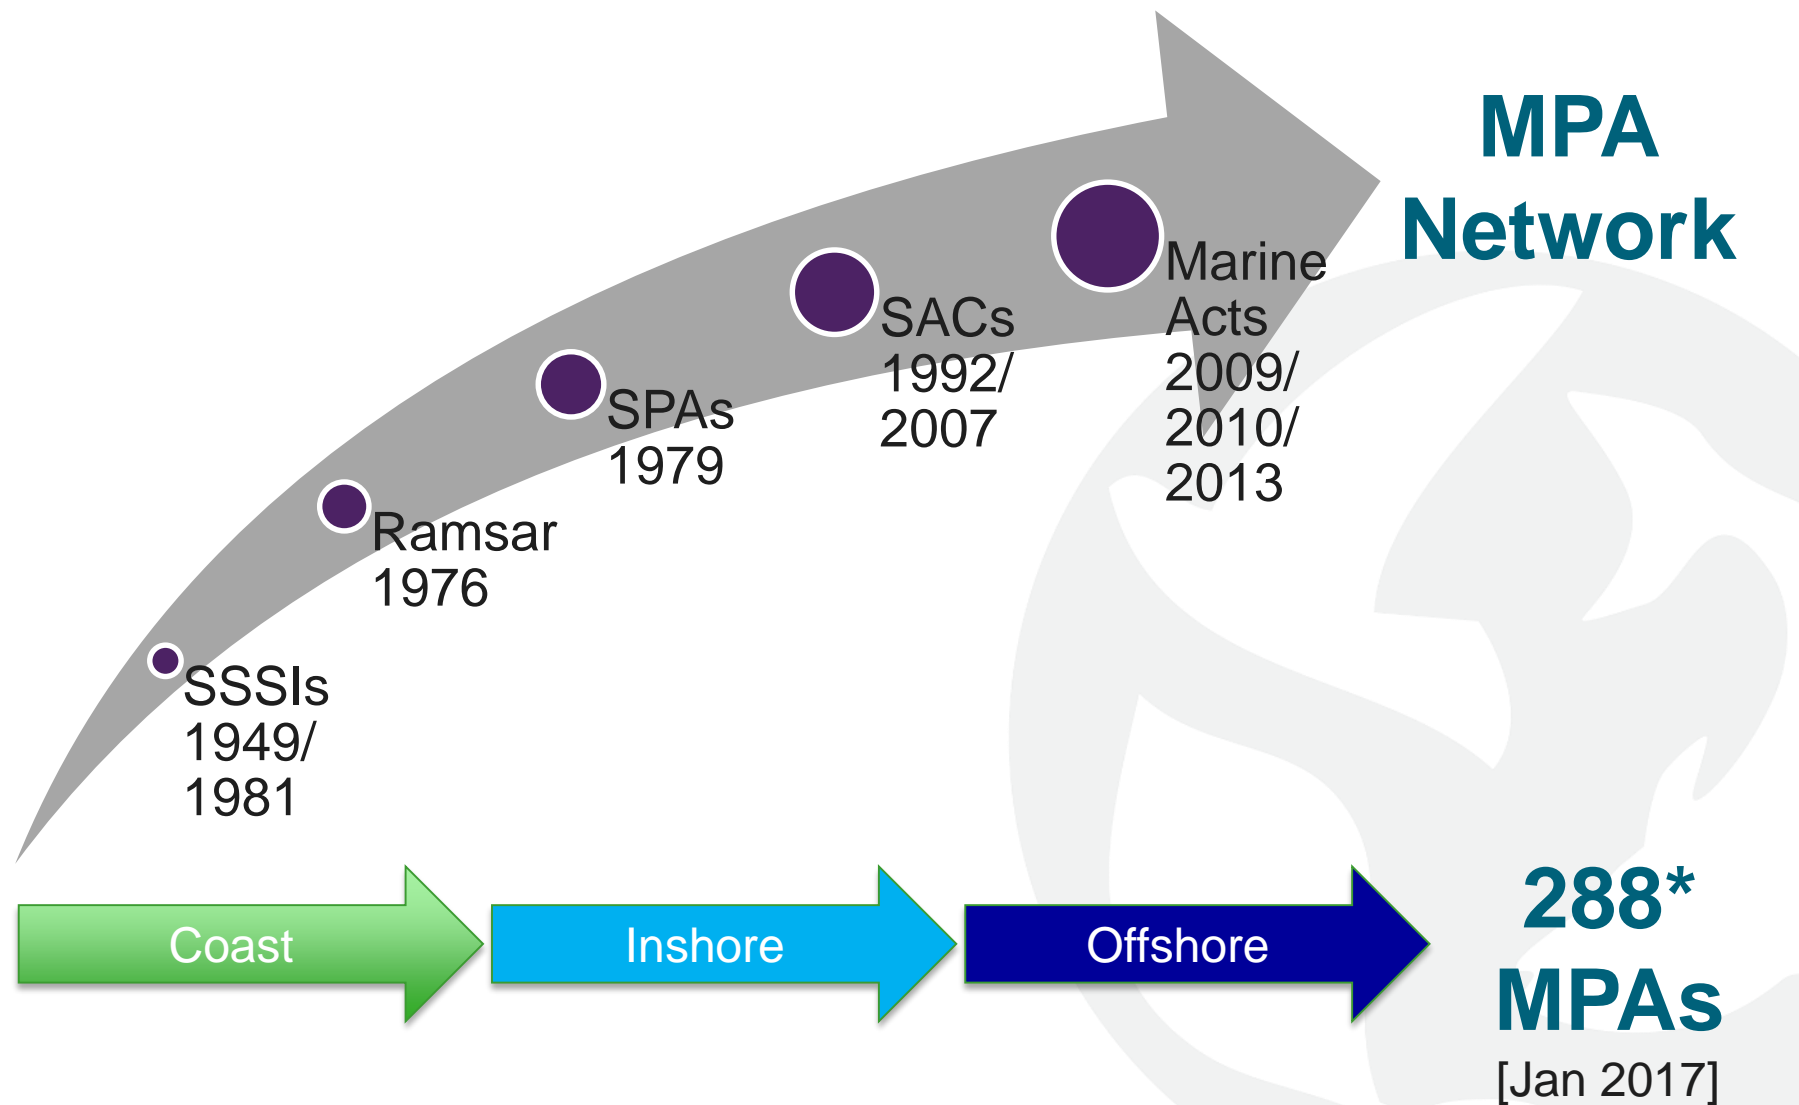 MPA
Network
Marine
Acts
2009/
2010/
2013
SACs
1992/
2007
SPAs
1979
Ramsar
1976
SSSIs
1949/
1981
Coast
Inshore
Offshore
288*
MPAs
[Jan 2017]